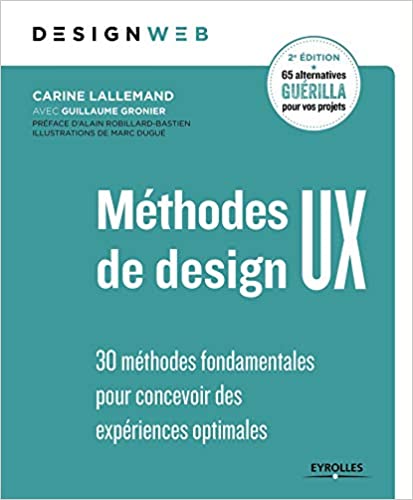 DESIGNWEB
2e ÉDITION
+
65 alternatives
GUÉRILLA
pour vos projets
CARINE LALLEMAND
AVEC GUILLAUME GRONIER
PRÉFACE D'ALAIN ROBILLARD-BASTIEN
ILLUSTRATIONS DE MARC DUGUÉ
Méthodes
de design UX
30 méthodes fondamentales
pour concevoir des
expériences optimales
EYROLLES